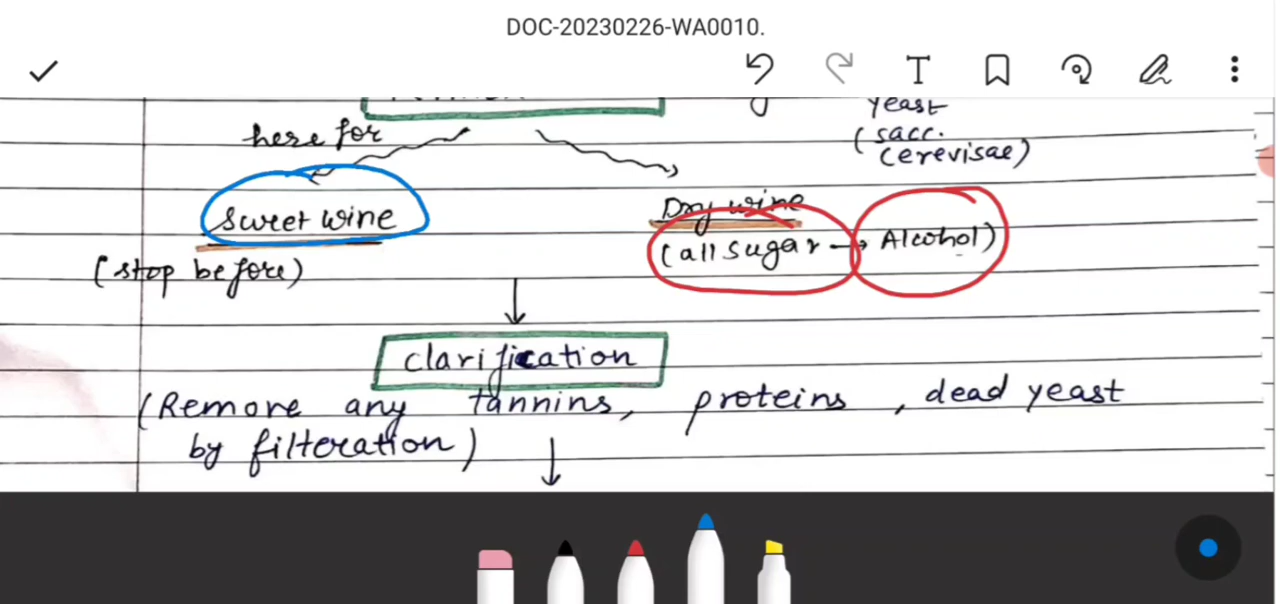 DOC-20230226-WA0010.
T
yeast
here for
(sacc.
cerevisae)
Sweet wine
Dry wine
(all sugar → Alcohol)
(stop before)
clarification
(Remove any tannins, proteins, dead yeast
by filteration)